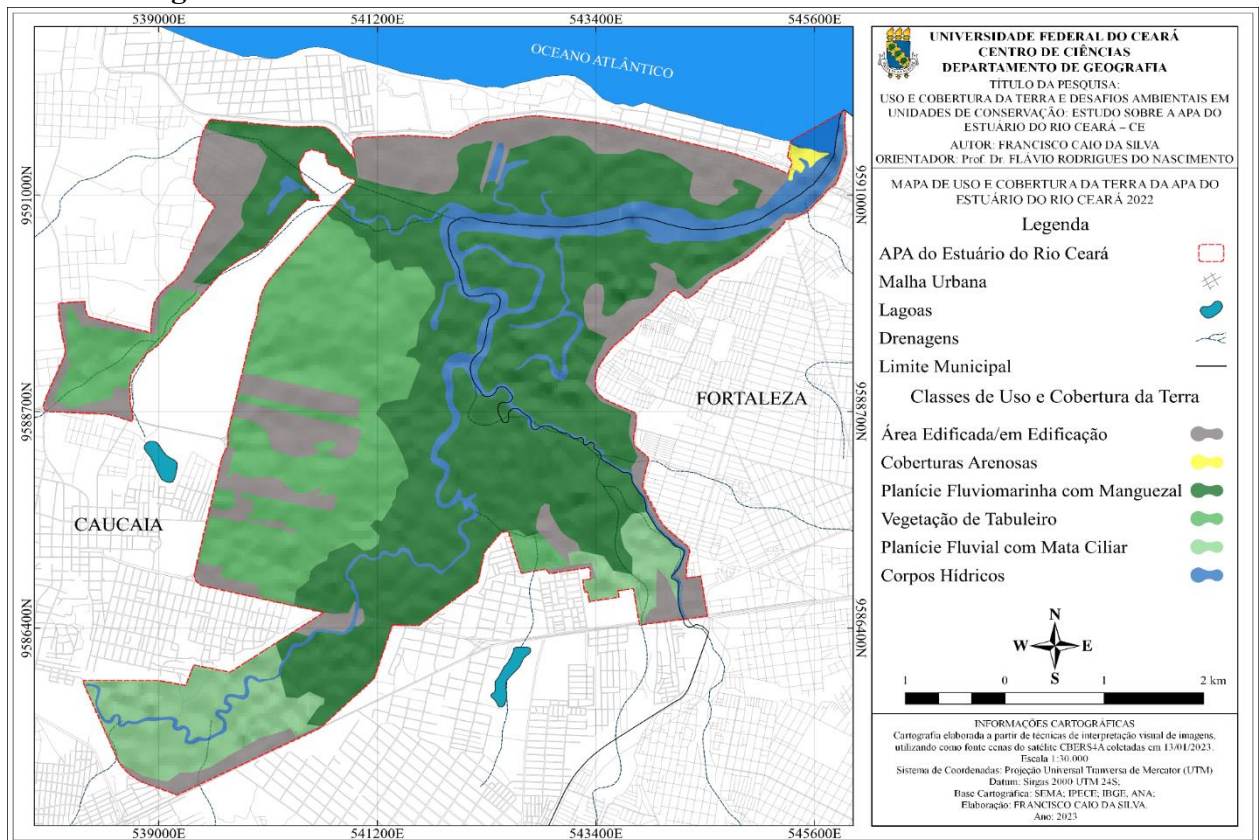 539000E 541200E 543400E 545600E
9591000N
9588700N
9586400N
OCEANO ATLÂNTICO
FORTALEZA
CAUCAIA
9591000N
9588700N
9586400N
539000E 541200E 543400E 545600E
UNIVERSIDADE FEDERAL DO CEARÁ
CENTRO DE CIÊNCIAS
DEPARTAMENTO DE GEOGRAFIA
TÍTULO DA PESQUISA:
USO E COBERTURA DA TERRA E DESAFIOS AMBIENTAIS EM
UNIDADES DE CONSERVAÇÃO: ESTUDO SOBRE A APA DO
ESTUÁRIO DO RIO CEARÁ – CE
AUTOR: FRANCISCO CAIO DA SILVA
ORIENTADOR: Prof. Dr. FLÁVIO RODRIGUES DO NASCIMENTO
MAPA DE USO E COBERTURA DA TERRA DA APA DO
ESTUÁRIO DO RIO CEARÁ 2022
Legenda
APA do Estuário do Rio Ceará
Malha Urbana
Lagoas
Drenagens
Limite Municipal
Classes de Uso e Cobertura da Terra
Área Edificada/em Edificação
Coberturas Arenosas
Planície Fluviomarinha com Manguezal
Vegetação de Tabuleiro
Planície Fluvial com Mata Ciliar
Corpos Hídricos
N
W E
S
1 0 1 2 km
INFORMAÇÕES CARTOGRÁFICAS
Cartografia elaborada a partir de técnicas de interpretação visual de imagens,
utilizando como fonte cenas do satélite CBERS4A coletadas em 13/01/2023.
Escala 1:30.000
Sistema de Coordenadas: Projeção Universal Tranversa de Mercator (UTM)
Datum: Sirgas 2000 UTM 24S;
Base Cartográfica: SEMA; IPECE; IBGE, ANA;
Elaboração: FRANCISCO CAIO DA SILVA.
Ano: 2023